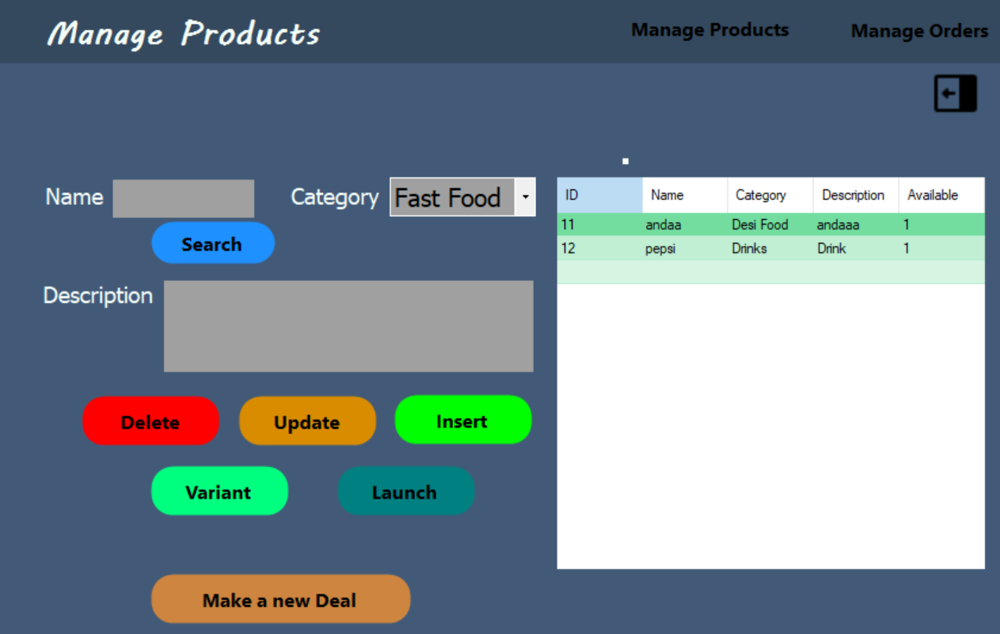 Manage Products
Manage Products Manage Orders
Name Category Fast Food
Search
Description
Delete Update Insert
Variant Launch
Make a new Deal
ID Name Category Description Available
11 andaa Desi Food andaaa 1
12 pepsi Drinks Drink 1